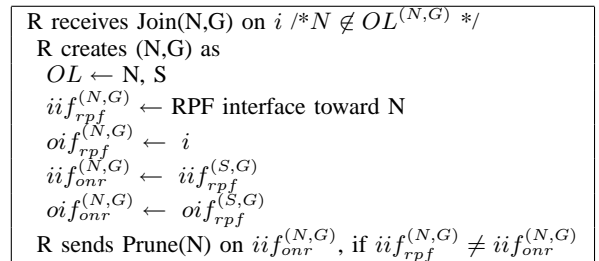 R receives Join(N,G) on i /*N ∉ OL^(N,G) */
R creates (N,G) as
OL ← N, S
iif_rpf^(N,G) ← RPF interface toward N
oif_rpf^(N,G) ← i
iif_onr^(N,G) ← iif_rpf^(S,G)
oif_onr^(N,G) ← oif_rpf^(S,G)
R sends Prune(N) on iif_onr^(N,G), if iif_rpf^(N,G) ≠ iif_onr^(N,G)